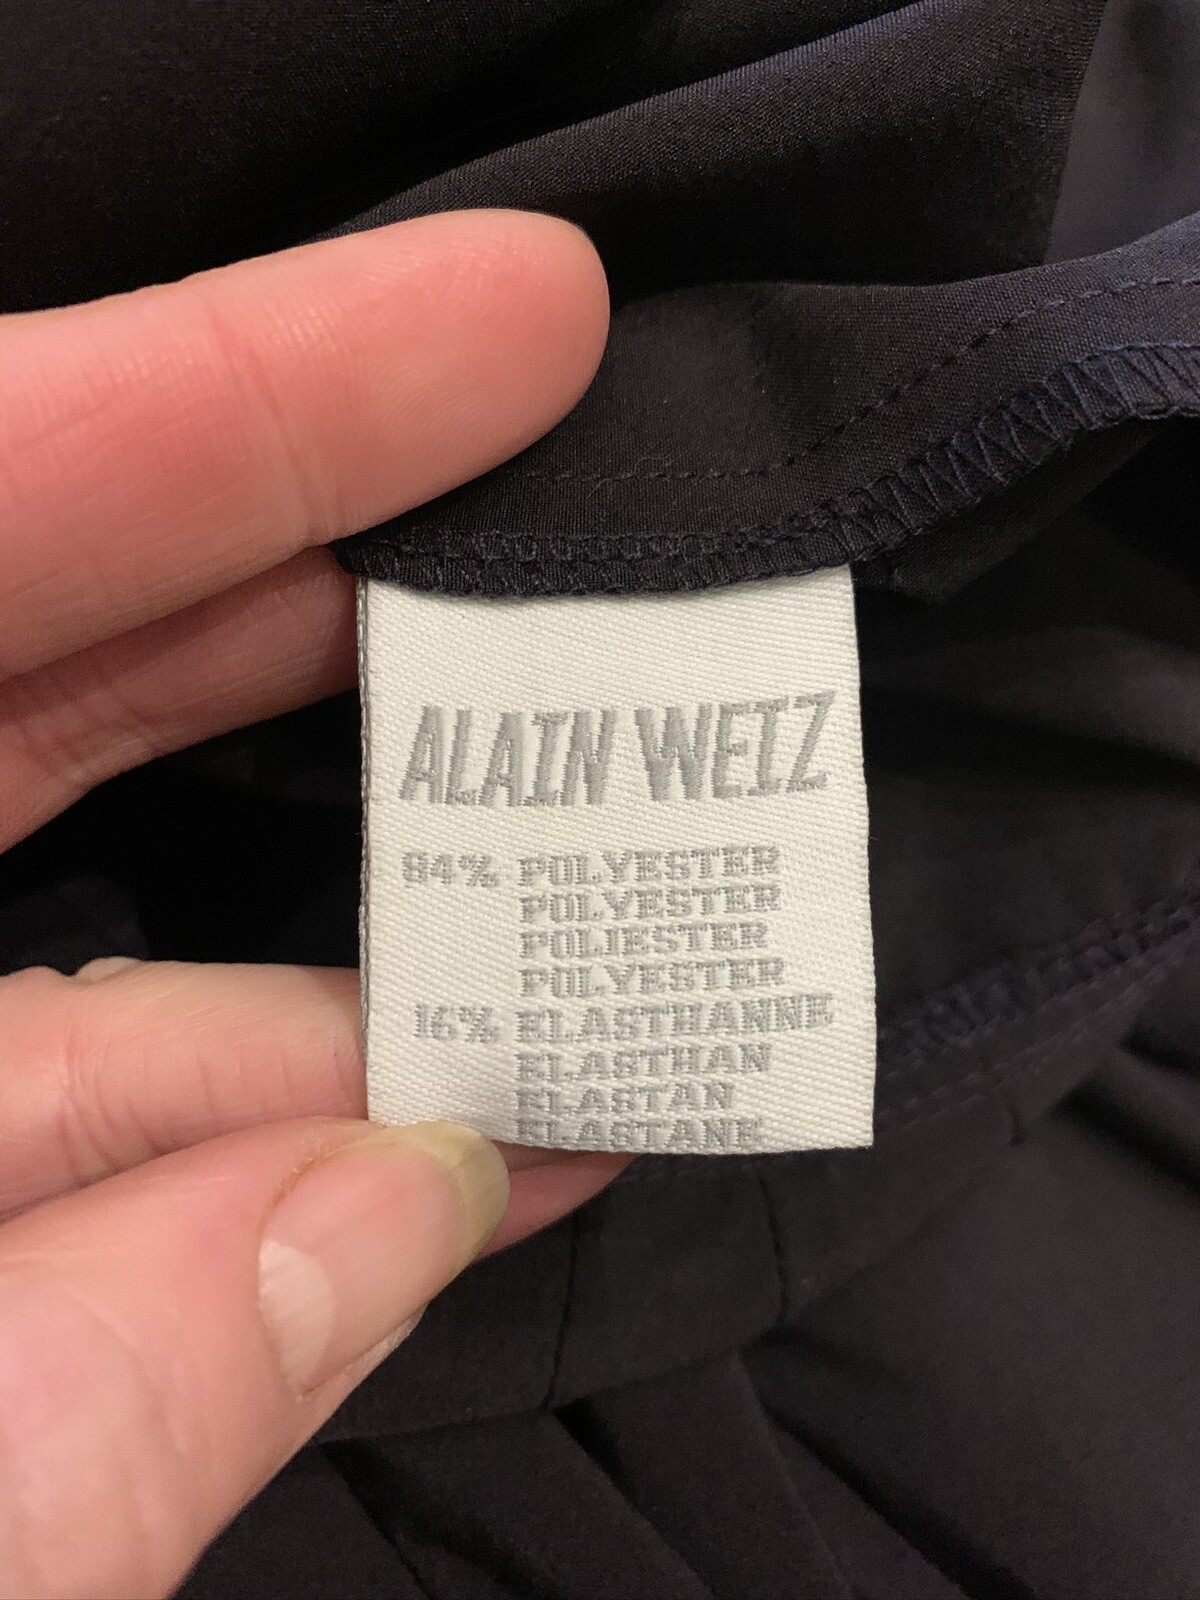 ALAIN WEIZ
84% POLYESTER
POLYESTER
POLIESTER
POLYESTER
16% ELASTHANNE
ELASTHAN
ELASTAN
ELASTANE